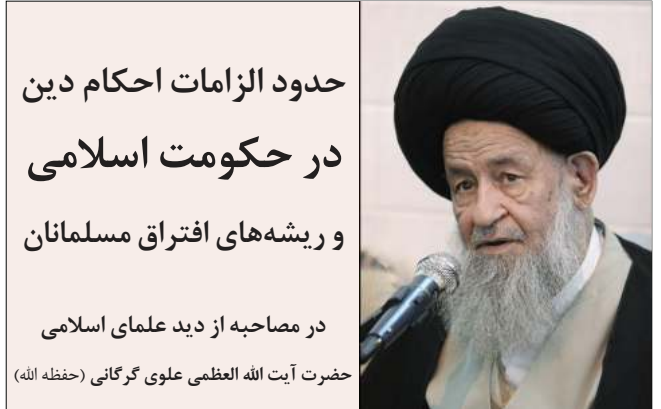 حدود الزامات احکام دین
در حکومت اسلامی
و ریشه‌های افتراق مسلمانان
در مصاحبه از دید علمای اسلامی
حضرت آیت الله العظمی علوی گرگانی (حفظه الله)